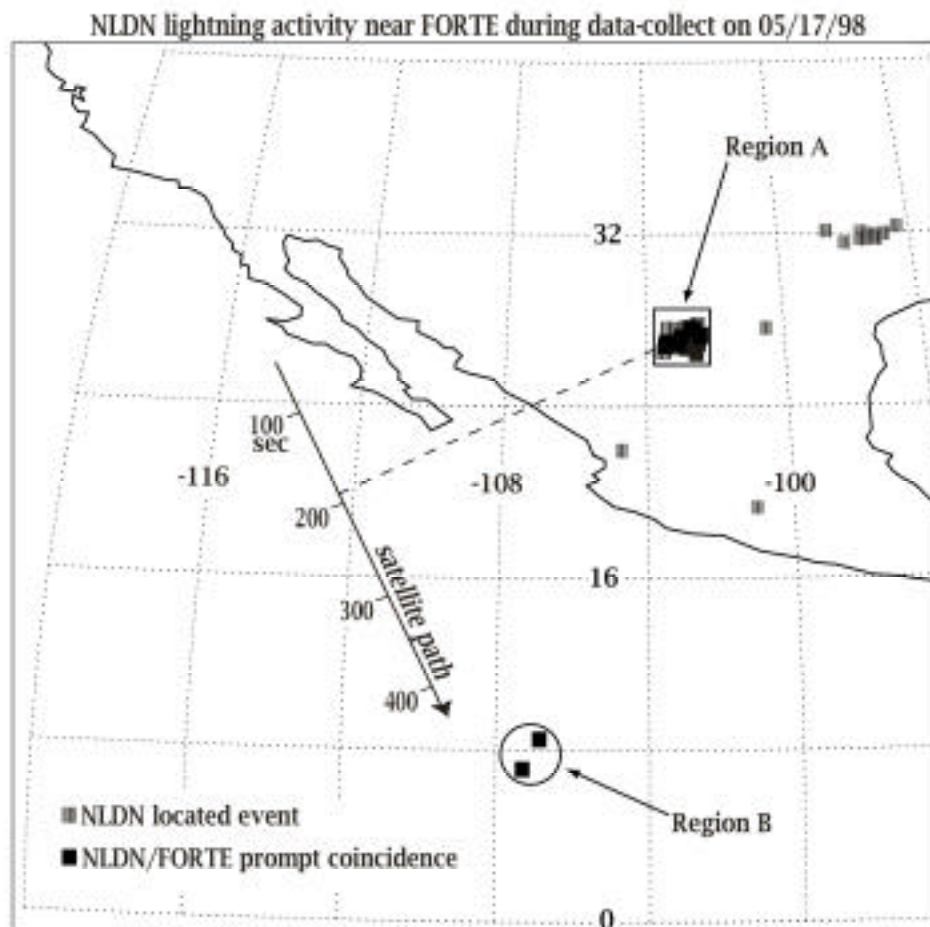 NLDN lightning activity near FORTE during data-collect on 05/17/98
Region A
32
100
sec
-116
-108
-100
200
satellite path
16
300
400
Region B
NLDN located event
NLDN/FORTE prompt coincidence
0